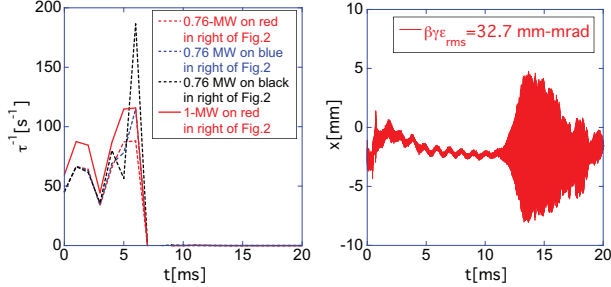 200
150
100
50
0
τ⁻¹[s⁻¹]
0.76-MW on red
in right of Fig.2
0.76 MW on blue
in right of Fig.2
0.76 MW on black
in right of Fig.2
1-MW on red
in right of Fig.2
0 5 10 15 20
t[ms]
10
5
0
-5
-10
x[mm]
βγε_rms=32.7 mm-mrad
0 5 10 15 20
t[ms]